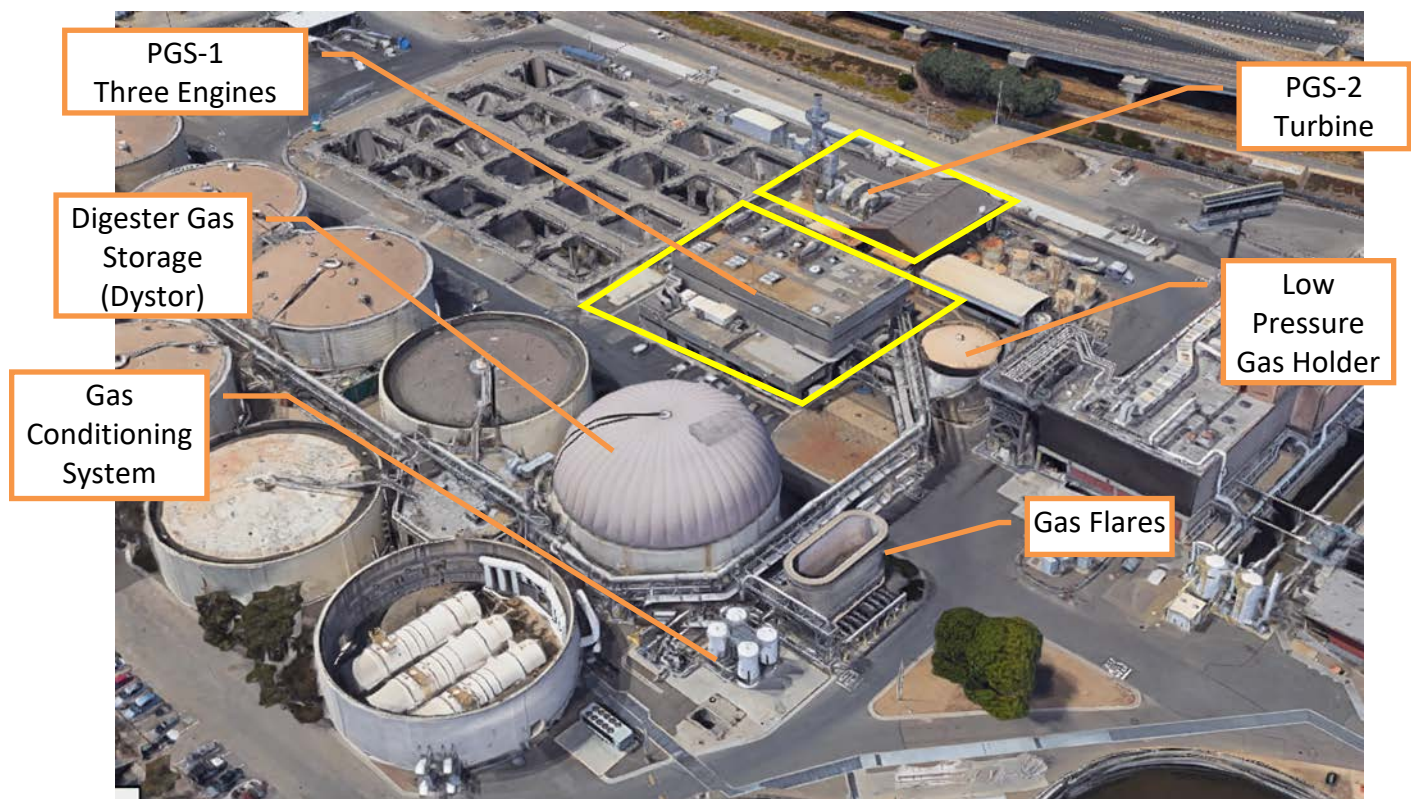 PGS-1
Three Engines
PGS-2
Turbine
Digester Gas
Storage
(Dystor)
Low
Pressure
Gas Holder
Gas
Conditioning
System
Gas Flares